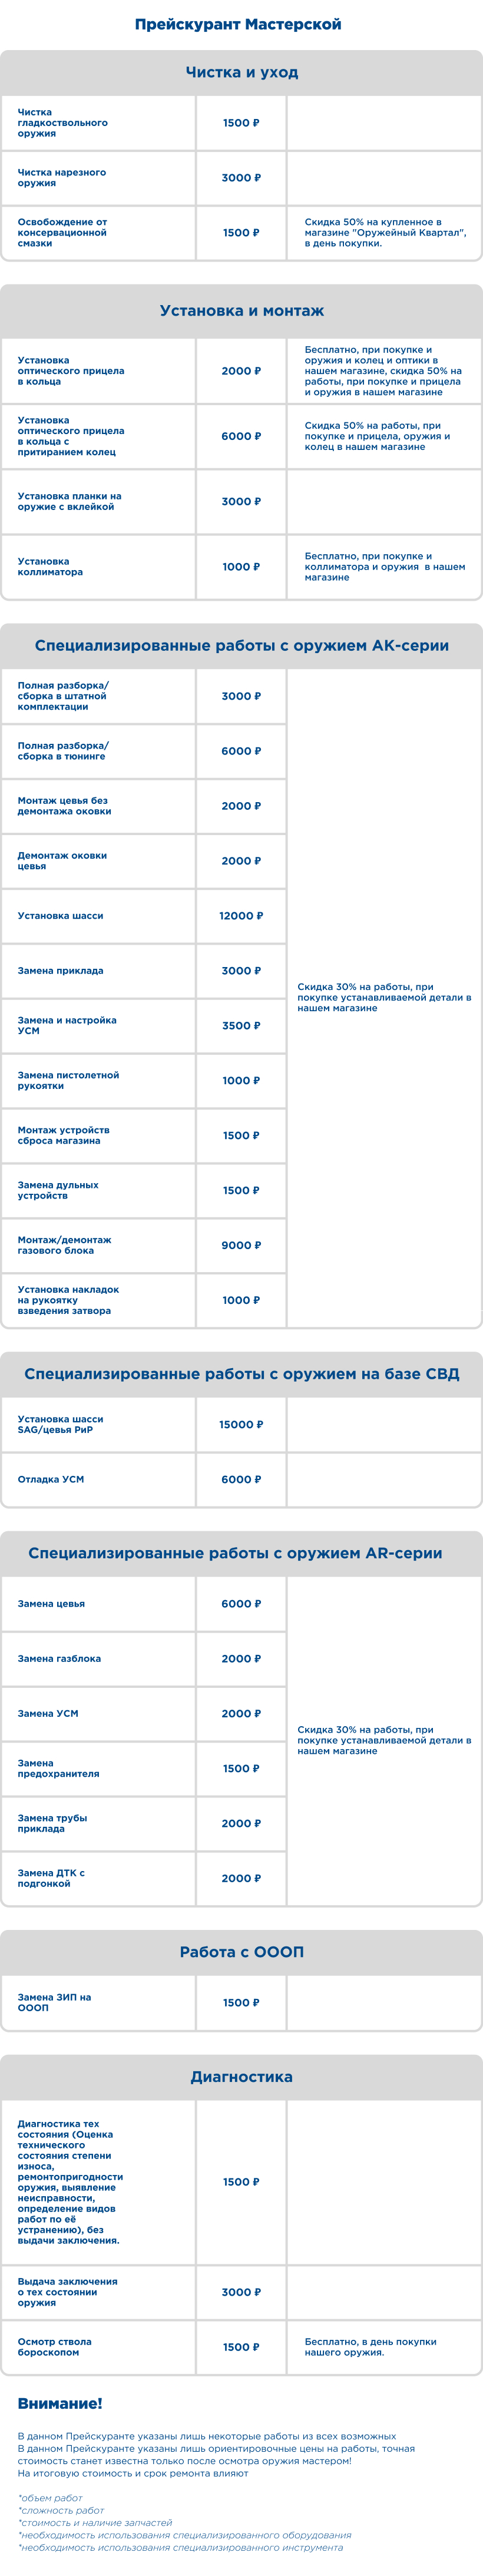 Прейскурант Мастерской
Чистка и уход
Чистка
гладкоствольного
оружия
1500 ₽
Чистка нарезного
оружия
3000 ₽
Освобождение от
консервационной
смазки
1500 ₽
Скидка 50% на купленное в
магазине "Оружейный Квартал",
в день покупки.
Установка и монтаж
Установка
оптического прицела
в кольца
2000 ₽
Бесплатно, при покупке и
оружия и колец и оптики в
нашем магазине, скидка 50% на
работы, при покупке и прицела
и оружия в нашем магазине
Установка
оптического прицела
в кольца с
притиранием колец
6000 ₽
Скидка 50% на работы, при
покупке и прицела, оружия и
колец в нашем магазине
Установка планки на
оружие с вклейкой
3000 ₽
Установка
коллиматора
1000 ₽
Бесплатно, при покупке и
коллиматора и оружия  в нашем
магазине
Специализированные работы с оружием АК-серии
Полная разборка/
сборка в штатной
комплектации
3000 ₽
Полная разборка/
сборка в тюнинге
6000 ₽
Монтаж цевья без
демонтажа оковки
2000 ₽
Демонтаж оковки
цевья
2000 ₽
Установка шасси
12000 ₽
Замена приклада
3000 ₽
Скидка 30% на работы, при
покупке устанавливаемой детали в
нашем магазине
Замена и настройка
УСМ
3500 ₽
Замена пистолетной
рукоятки
1000 ₽
Монтаж устройств
сброса магазина
1500 ₽
Замена дульных
устройств
1500 ₽
Монтаж/демонтаж
газового блока
9000 ₽
Установка накладок
на рукоятку
взведения затвора
1000 ₽
Специализированные работы с оружием на базе СВД
Установка шасси
SAG/цевья РиР
15000 ₽
Отладка УСМ
6000 ₽
Специализированные работы с оружием AR-серии
Замена цевья
6000 ₽
Замена газблока
2000 ₽
Замена УСМ
2000 ₽
Скидка 30% на работы, при
покупке устанавливаемой детали в
нашем магазине
Замена
предохранителя
1500 ₽
Замена трубы
приклада
2000 ₽
Замена ДТК с
подгонкой
2000 ₽
Работа с ОООП
Замена ЗИП на
ОООП
1500 ₽
Диагностика
Диагностика тех
состояния (Оценка
технического
состояния степени
износа,
ремонтопригодности
оружия, выявление
неисправности,
определение видов
работ по её
устранению), без
выдачи заключения.
1500 ₽
Выдача заключения
о тех состоянии
оружия
3000 ₽
Осмотр ствола
бороскопом
1500 ₽
Бесплатно, в день покупки
нашего оружия.
Внимание!
В данном Прейскуранте указаны лишь некоторые работы из всех возможных
В данном Прейскуранте указаны лишь ориентировочные цены на работы, точная
стоимость станет известна только после осмотра оружия мастером!
На итоговую стоимость и срок ремонта влияют
*объем работ
*сложность работ
*стоимость и наличие запчастей
*необходимость использования специализированного оборудования
*необходимость использования специализированного инструмента